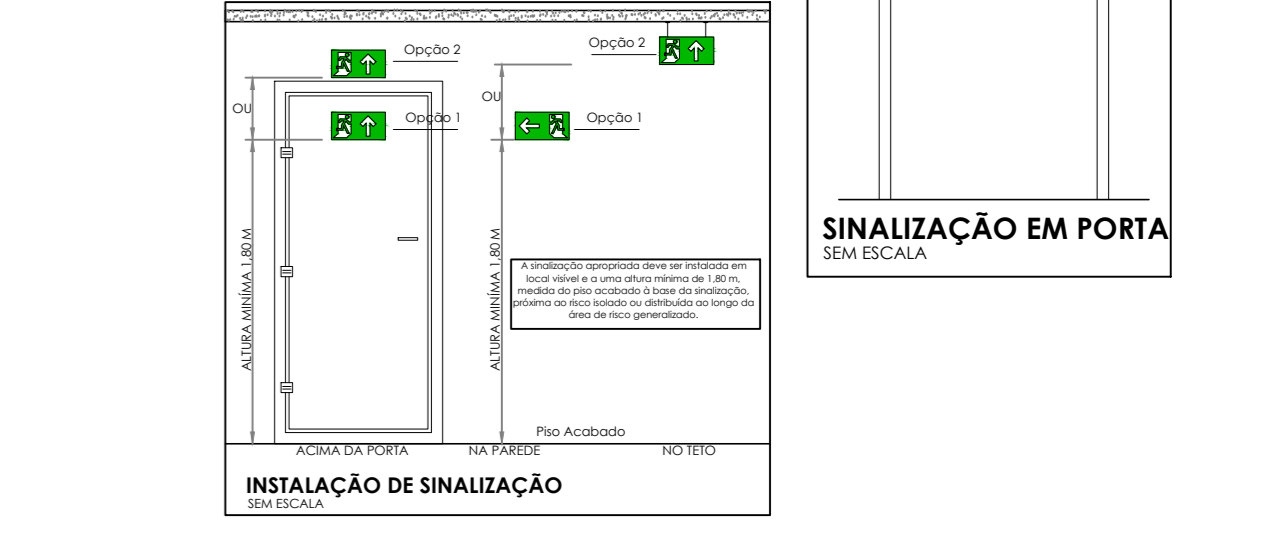 Opção 2
Opção 2
OU
OU
Opção 1
Opção 1
ALTURA MINÍMA 1,80 M
ALTURA MINÍMA 1,80 M
A sinalização apropriada deve ser instalada em
local visível e a uma altura mínima de 1,80 m,
medida do piso acabado à base da sinalização,
próxima ao risco isolado ou distribuída ao longo da
área de risco generalizado.
Piso Acabado
ACIMA DA PORTA
NA PAREDE
NO TETO
INSTALAÇÃO DE SINALIZAÇÃO
SEM ESCALA
SINALIZAÇÃO EM PORTA
SEM ESCALA